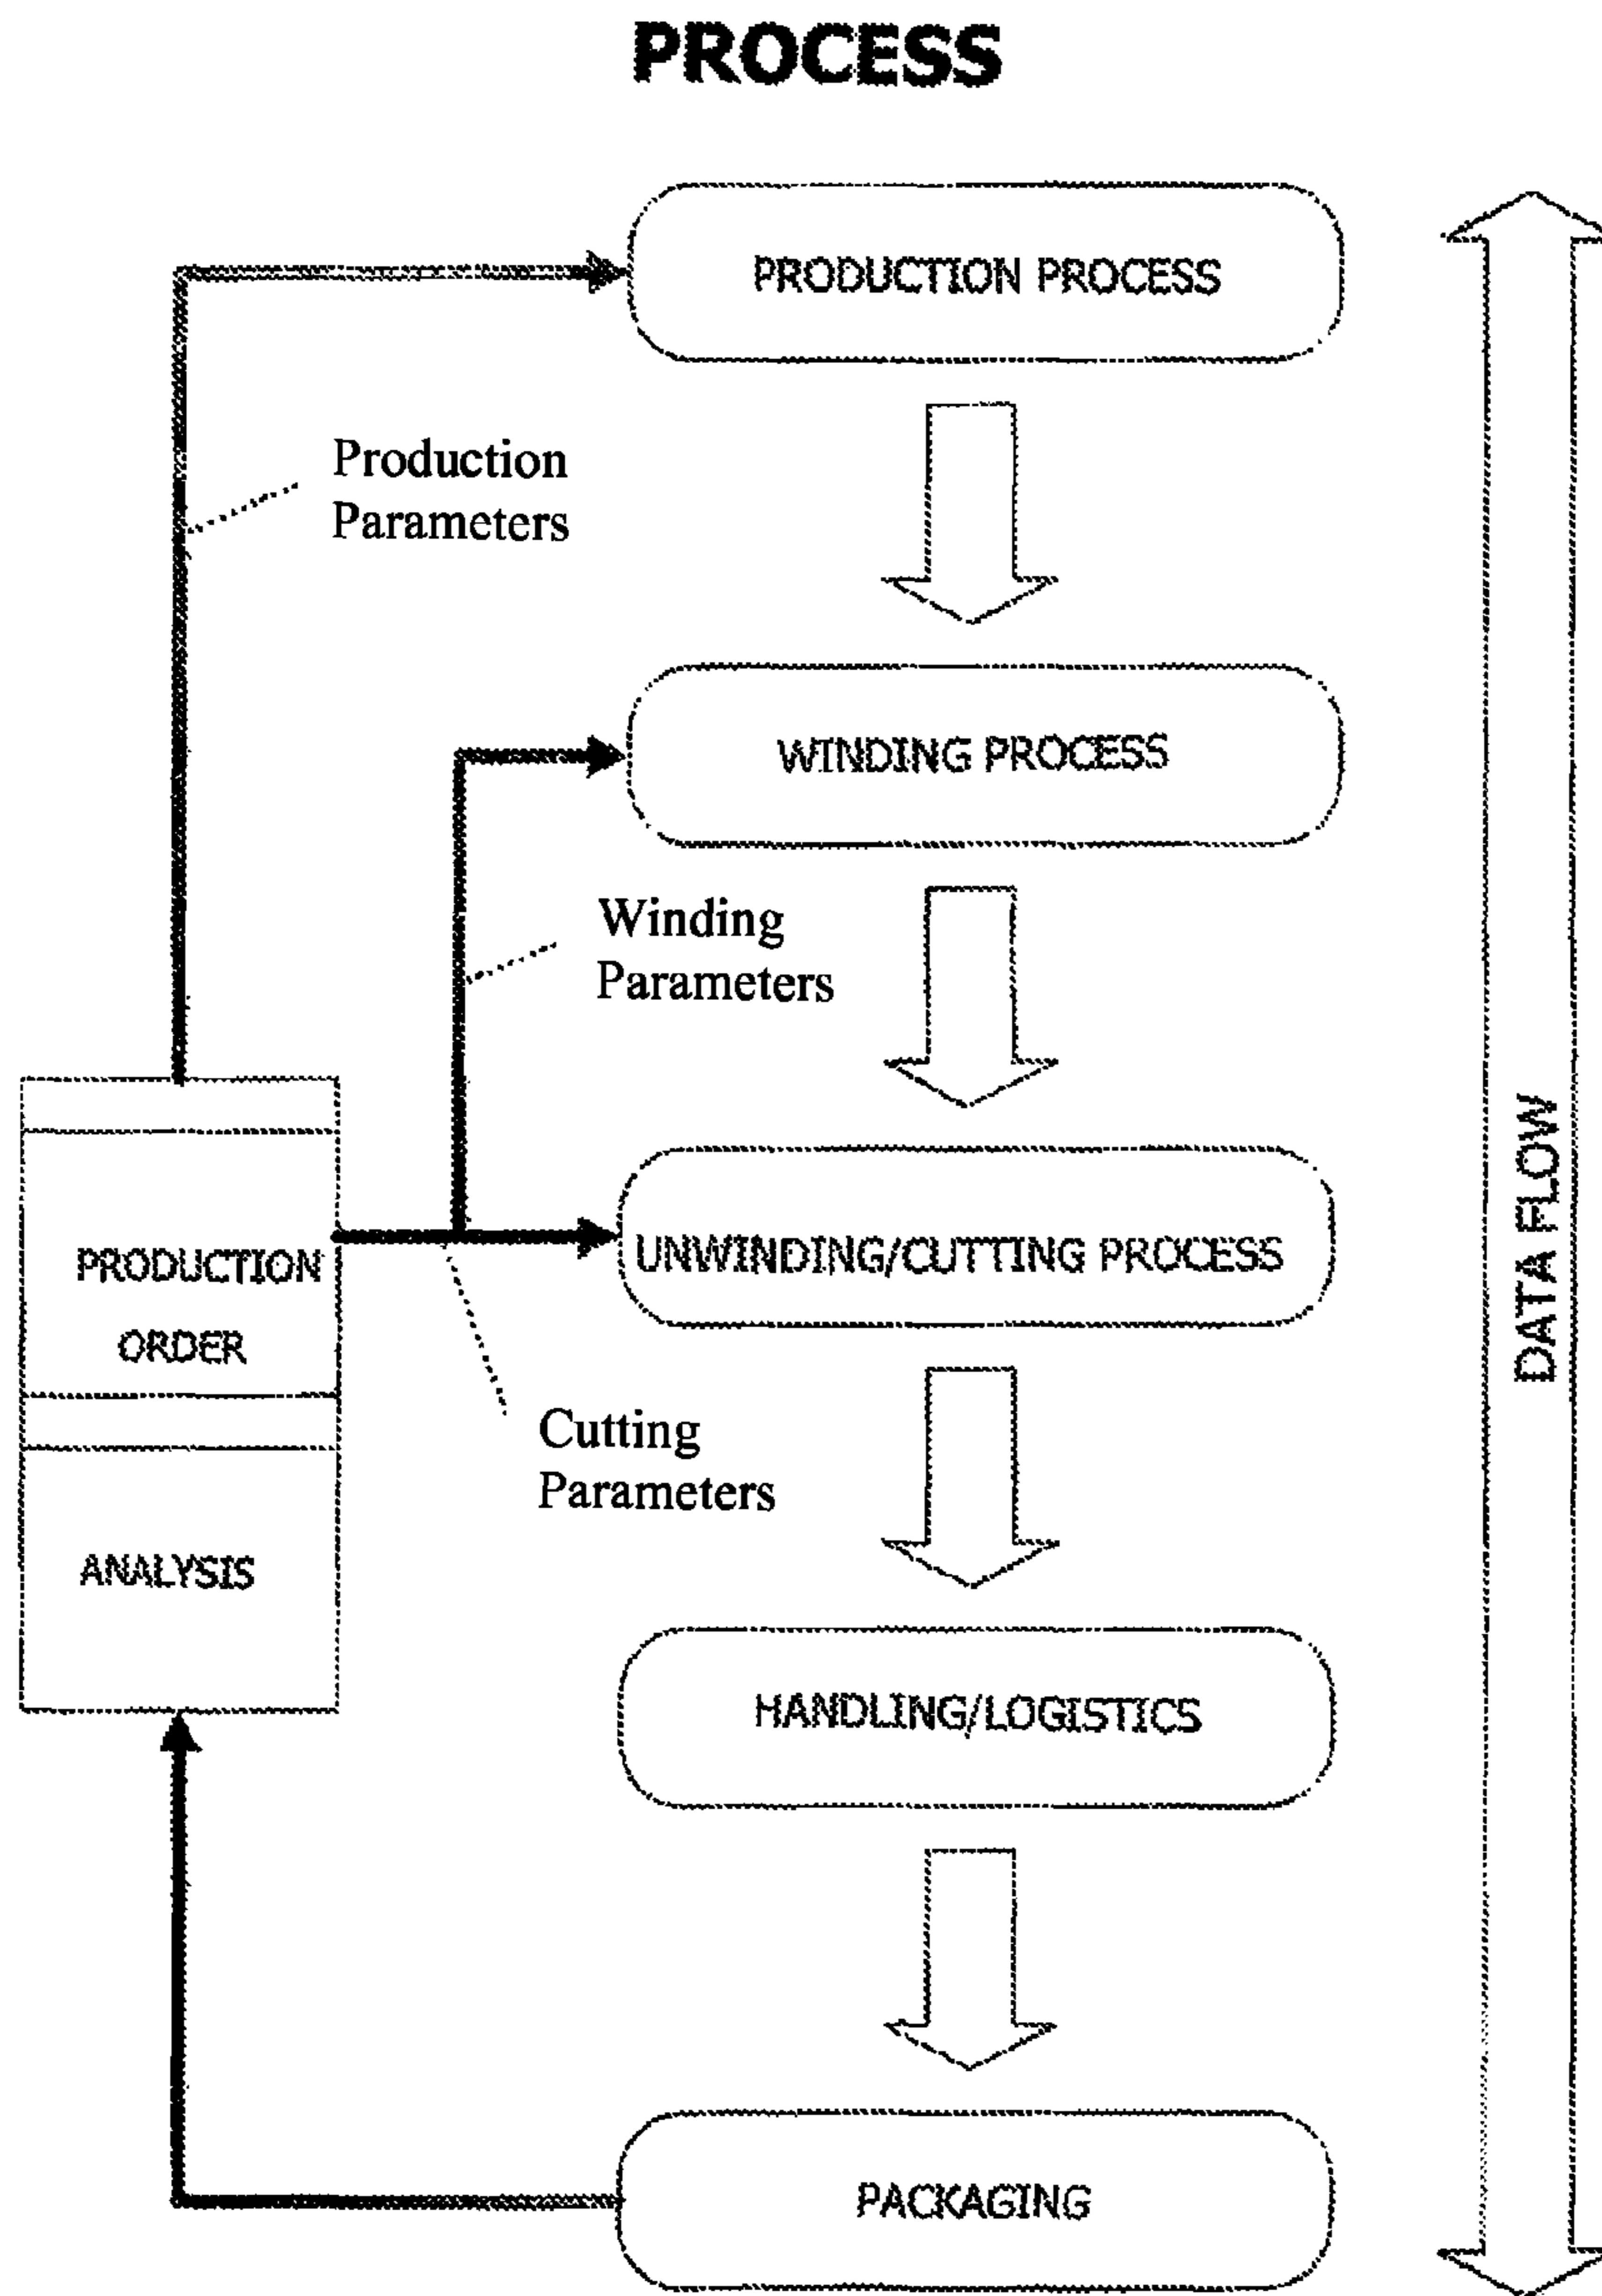 PROCESS
PRODUCTION PROCESS
Production
Parameters
WINDING PROCESS
Winding
Parameters
UNWINDING/CUTTING PROCESS
PRODUCTION
ORDER
Cutting
Parameters
ANALYSIS
HANDLING/LOGISTICS
PACKAGING
DATA FLOW